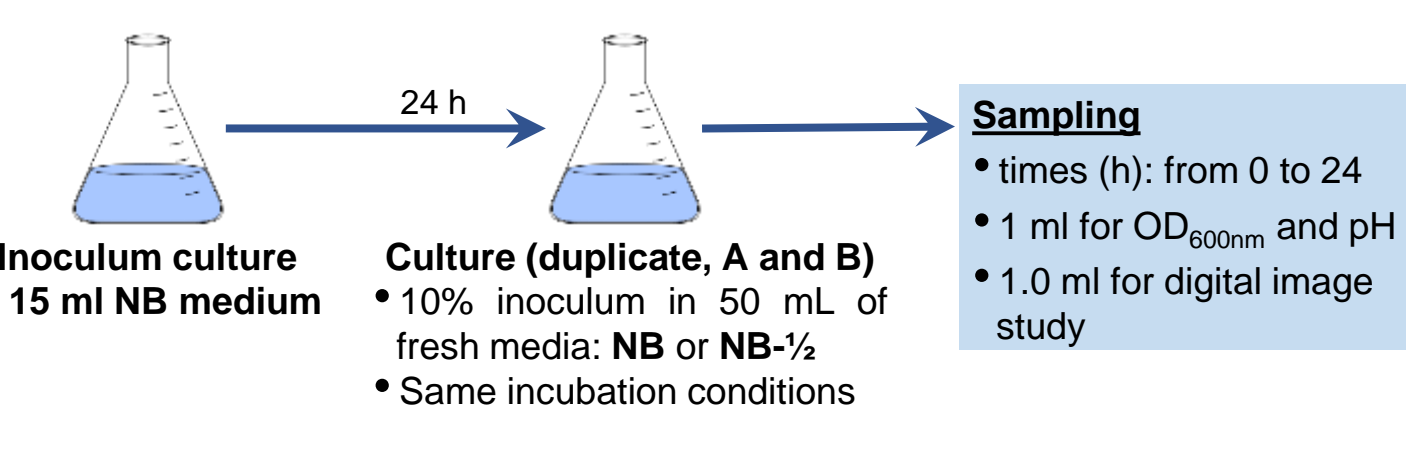 24 h
Inoculum culture
15 ml NB medium
Culture (duplicate, A and B)
• 10% inoculum in 50 mL of
fresh media: NB or NB-½
• Same incubation conditions
Sampling
• times (h): from 0 to 24
• 1 ml for OD600nm and pH
• 1.0 ml for digital image
study